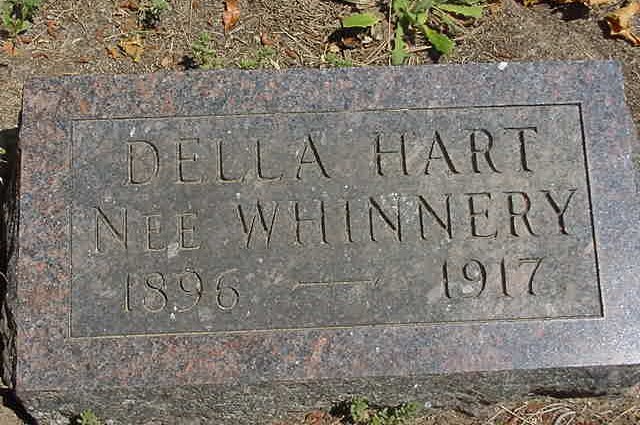 DELLA HART
NEE WHINNERY
1896 — 1917